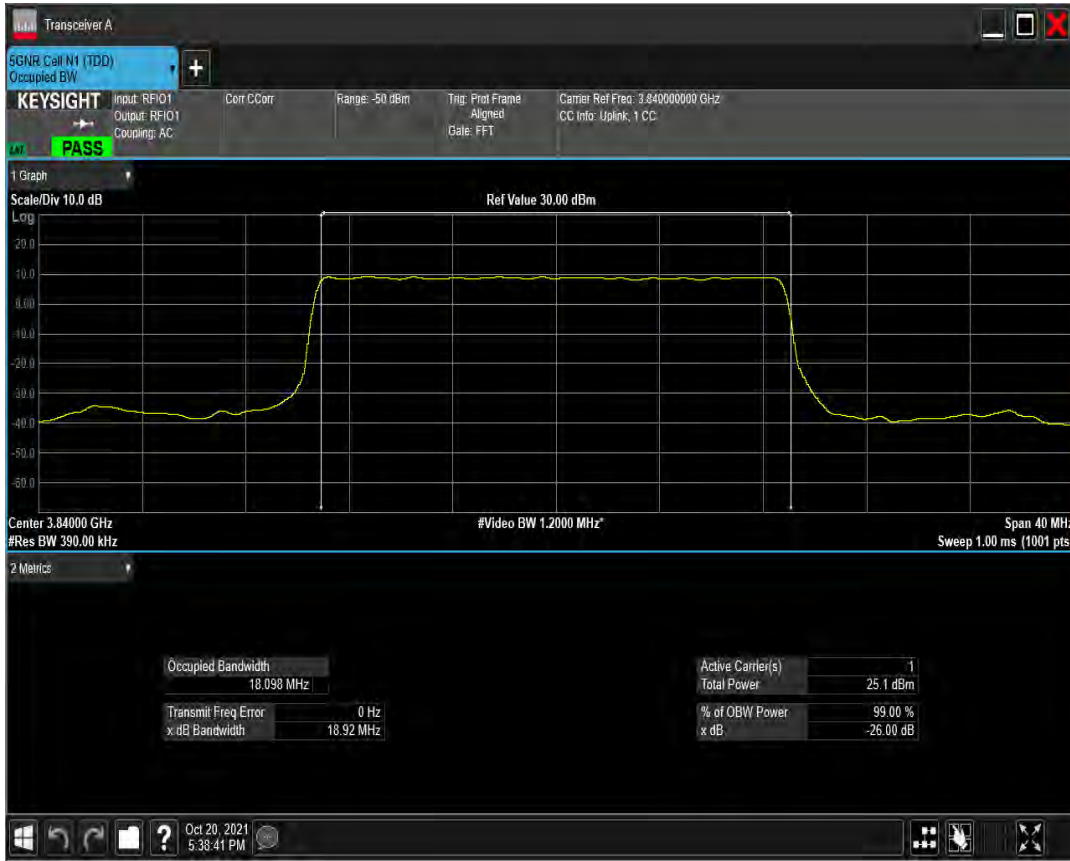 Transceiver A
5GNR Cell N1 (TDD)
Occupied BW
+
KEYSIGHT
Input: RFIO1
Output: RFIO1
Coupling: AC
Corr CCorr
Range: -50 dBm
Trig: Prot Frame
Aligned
Gate: FFT
Carrier Ref Freq: 3.840000000 GHz
CC Info: Uplink, 1 CC
PASS
1 Graph
Scale/Div 10.0 dB
Ref Value 30.00 dBm
Log
20.0
10.0
0.00
-10.0
-20.0
-30.0
-40.0
-50.0
-60.0
Center 3.84000 GHz
#Video BW 1.2000 MHz*
Span 40 MHz
#Res BW 390.00 kHz
Sweep 1.00 ms (1001 pts
2 Metrics
Occupied Bandwidth
18.098 MHz
Transmit Freq Error 0 Hz
x dB Bandwidth 18.92 MHz
Active Carrier(s) 1
Total Power 25.1 dBm
% of OBW Power 99.00 %
x dB -26.00 dB
?
Oct 20, 2021
5:38:41 PM